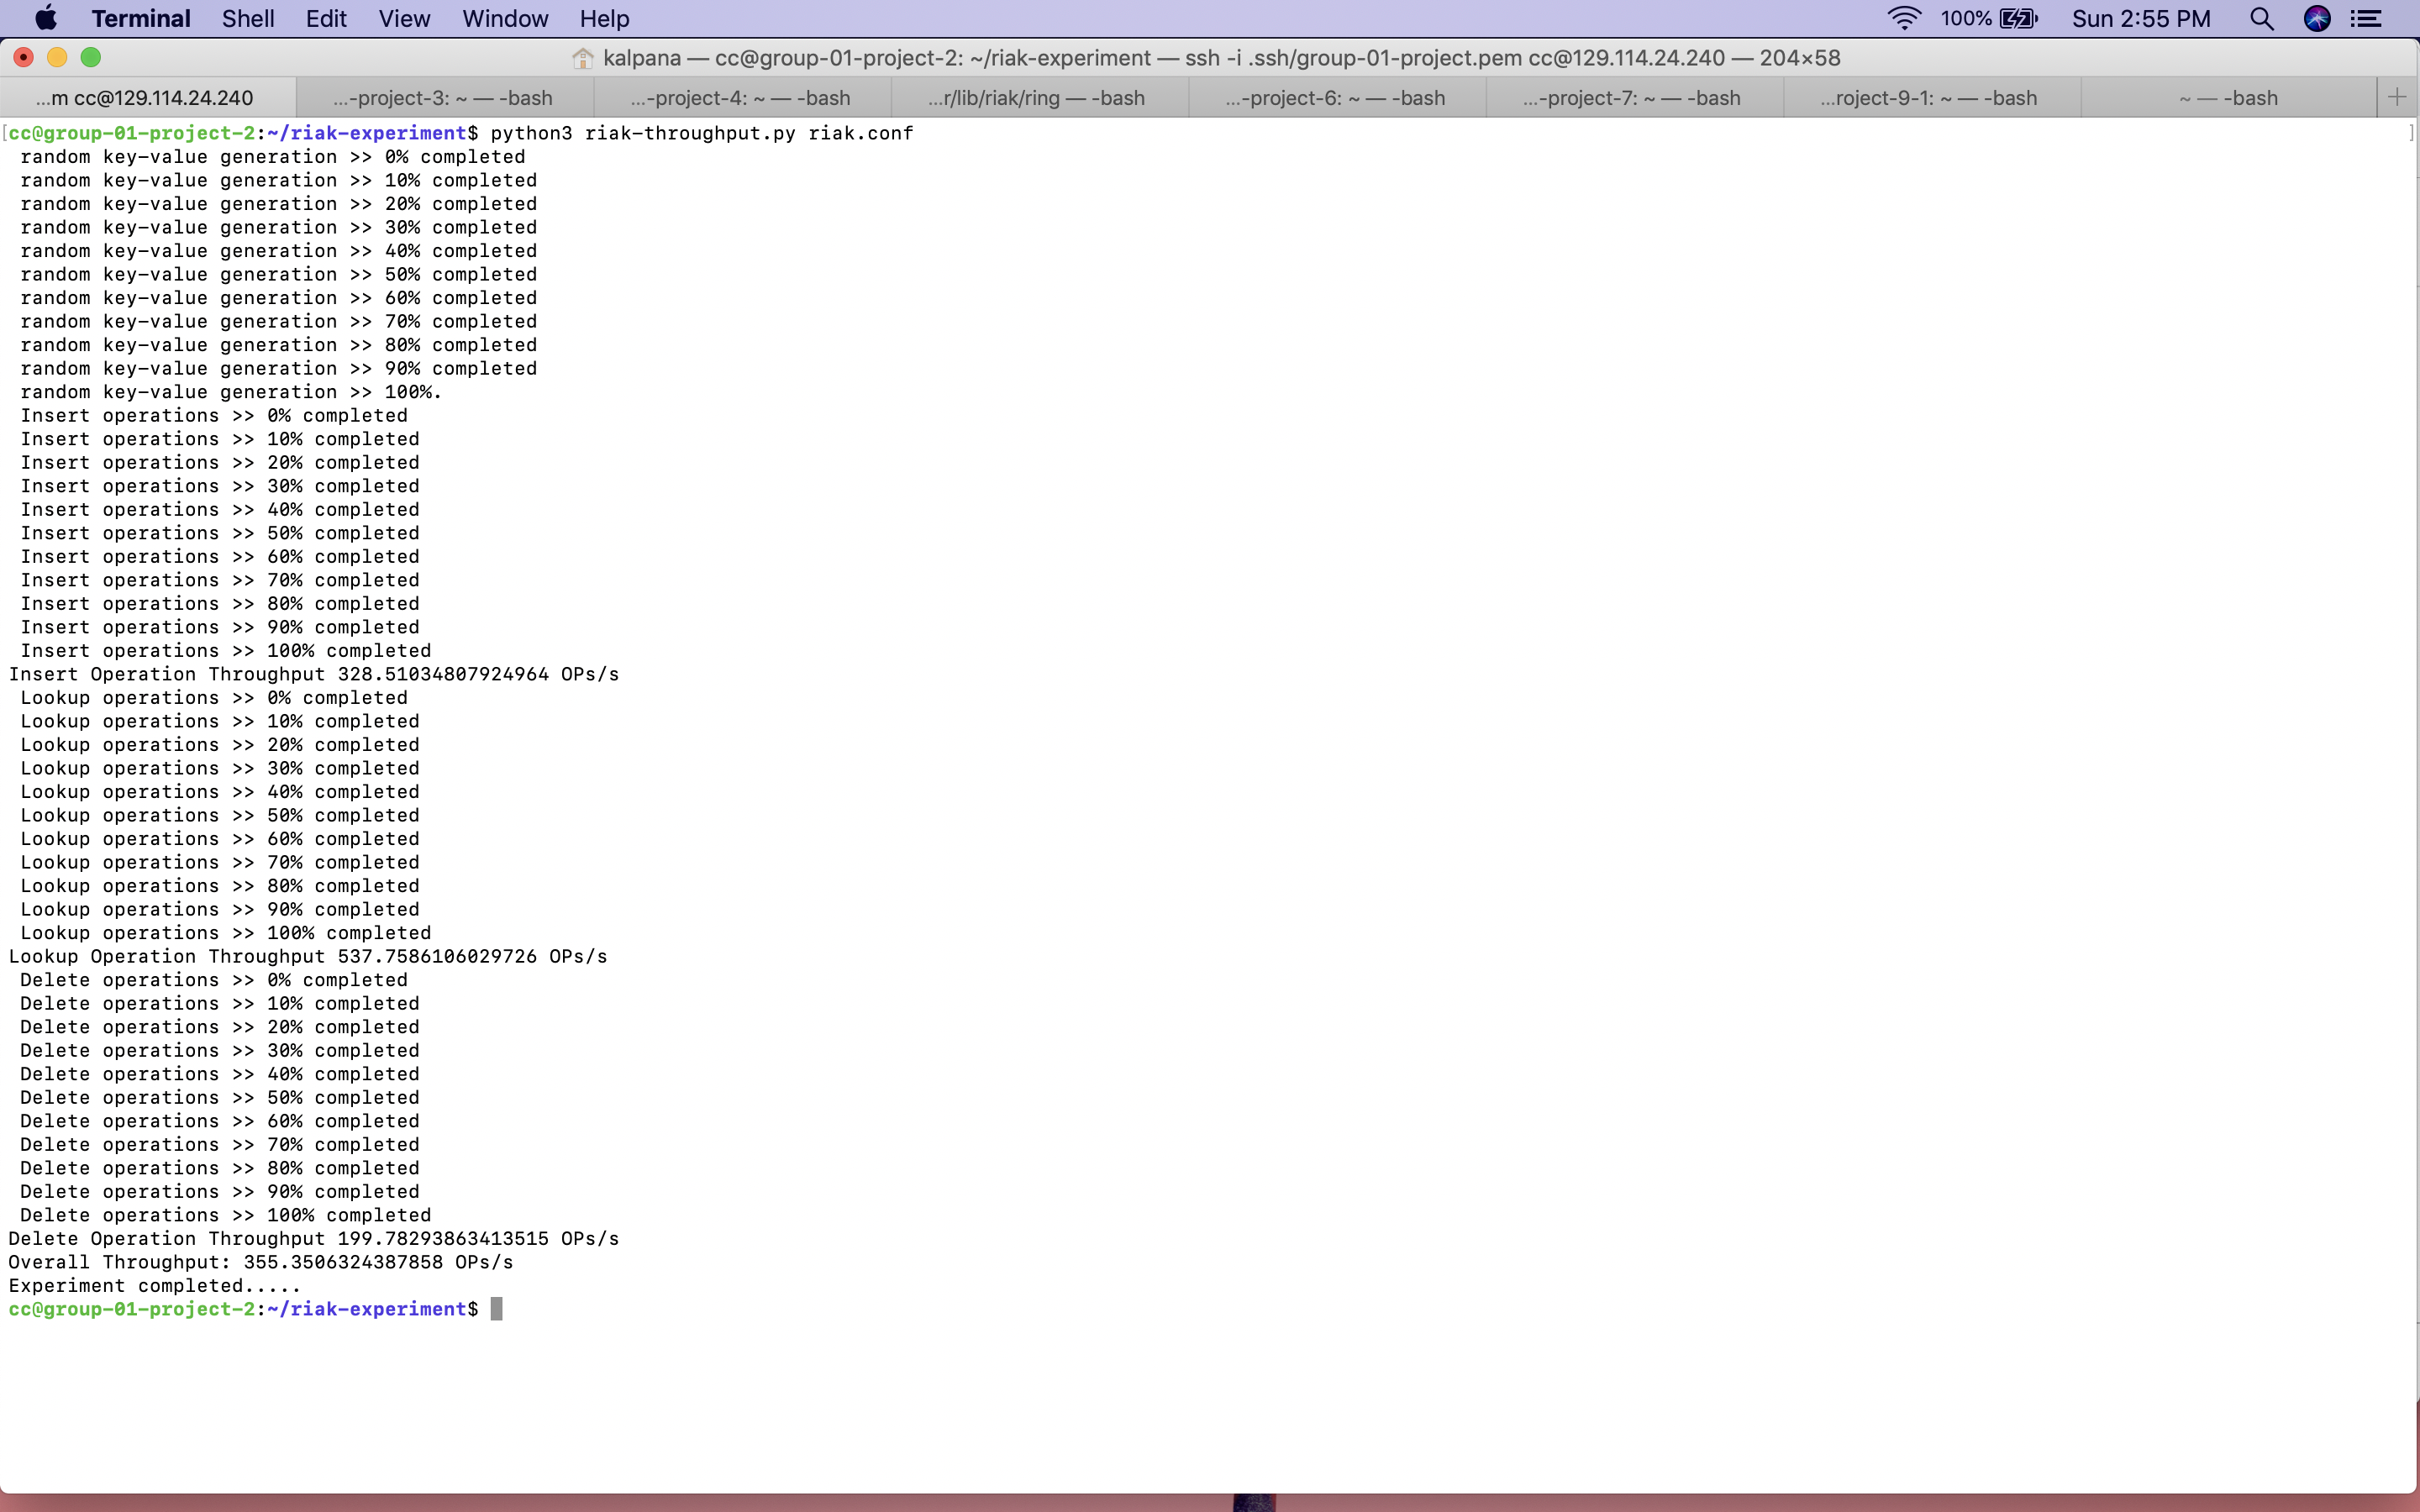 Terminal Shell Edit View Window Help 100% Sun 2:55 PM
kalpana — cc@group-01-project-2: ~/riak-experiment — ssh -i .ssh/group-01-project.pem cc@129.114.24.240 — 204×58
...m cc@129.114.24.240 ...-project-3: ~ — -bash ...-project-4: ~ — -bash ...r/lib/riak/ring — -bash ...-project-6: ~ — -bash ...-project-7: ~ — -bash ...roject-9-1: ~ — -bash ~ — -bash
[cc@group-01-project-2:~/riak-experiment$ python3 riak-throughput.py riak.conf ]
random key-value generation >> 0% completed
random key-value generation >> 10% completed
random key-value generation >> 20% completed
random key-value generation >> 30% completed
random key-value generation >> 40% completed
random key-value generation >> 50% completed
random key-value generation >> 60% completed
random key-value generation >> 70% completed
random key-value generation >> 80% completed
random key-value generation >> 90% completed
random key-value generation >> 100%.
Insert operations >> 0% completed
Insert operations >> 10% completed
Insert operations >> 20% completed
Insert operations >> 30% completed
Insert operations >> 40% completed
Insert operations >> 50% completed
Insert operations >> 60% completed
Insert operations >> 70% completed
Insert operations >> 80% completed
Insert operations >> 90% completed
Insert operations >> 100% completed
Insert Operation Throughput 328.51034807924964 OPs/s
Lookup operations >> 0% completed
Lookup operations >> 10% completed
Lookup operations >> 20% completed
Lookup operations >> 30% completed
Lookup operations >> 40% completed
Lookup operations >> 50% completed
Lookup operations >> 60% completed
Lookup operations >> 70% completed
Lookup operations >> 80% completed
Lookup operations >> 90% completed
Lookup operations >> 100% completed
Lookup Operation Throughput 537.7586106029726 OPs/s
Delete operations >> 0% completed
Delete operations >> 10% completed
Delete operations >> 20% completed
Delete operations >> 30% completed
Delete operations >> 40% completed
Delete operations >> 50% completed
Delete operations >> 60% completed
Delete operations >> 70% completed
Delete operations >> 80% completed
Delete operations >> 90% completed
Delete operations >> 100% completed
Delete Operation Throughput 199.78293863413515 OPs/s
Overall Throughput: 355.3506324387858 OPs/s
Experiment completed.....
cc@group-01-project-2:~/riak-experiment$